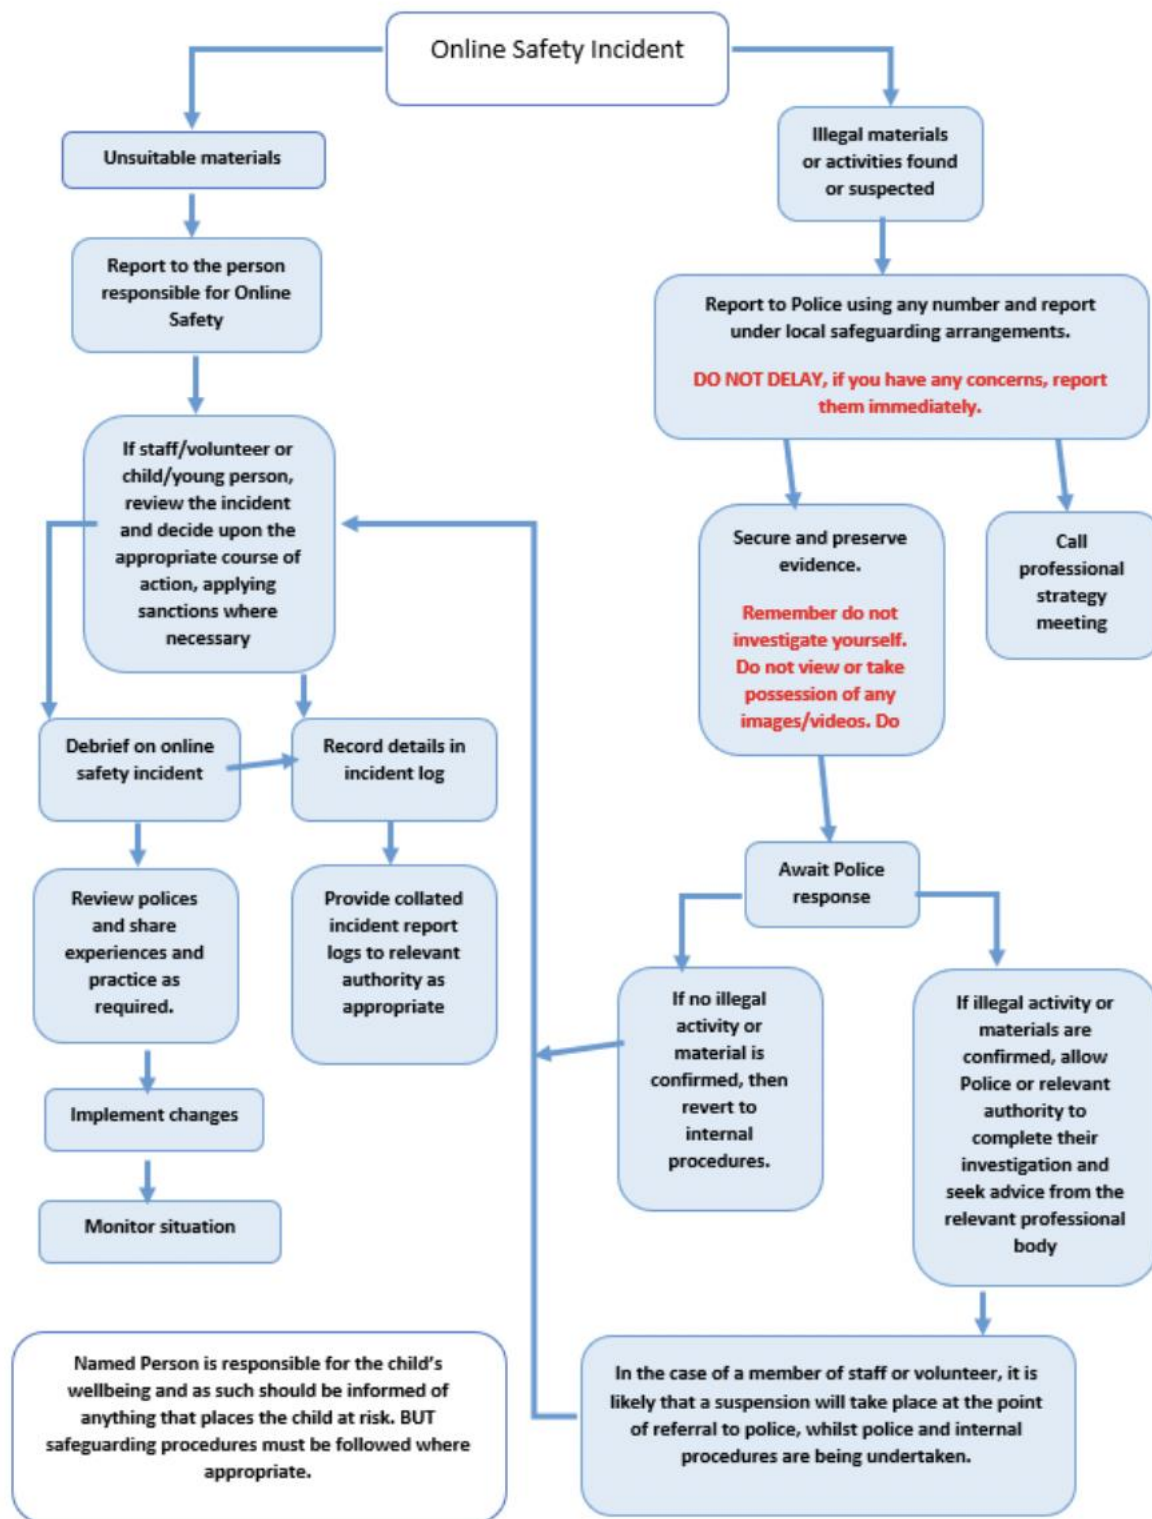 Online Safety Incident
Unsuitable materials
Report to the person
responsible for Online
Safety
If staff/volunteer or
child/young person,
review the incident
and decide upon the
appropriate course of
action, applying
sanctions where
necessary
Debrief on online
safety incident
Record details in
incident log
Review polices
and share
experiences and
practice as
required.
Provide collated
incident report
logs to relevant
authority as
appropriate
Implement changes
Monitor situation
Named Person is responsible for the child’s
wellbeing and as such should be informed of
anything that places the child at risk. BUT
safeguarding procedures must be followed where
appropriate.
Illegal materials
or activities found
or suspected
Report to Police using any number and report
under local safeguarding arrangements.
DO NOT DELAY, if you have any concerns, report
them immediately.
Secure and preserve
evidence.
Remember do not
investigate yourself.
Do not view or take
possession of any
images/videos. Do
Call
professional
strategy
meeting
Await Police
response
If no illegal
activity or
material is
confirmed, then
revert to
internal
procedures.
If illegal activity or
materials are
confirmed, allow
Police or relevant
authority to
complete their
investigation and
seek advice from the
relevant professional
body
In the case of a member of staff or volunteer, it is
likely that a suspension will take place at the point
of referral to police, whilst police and internal
procedures are being undertaken.